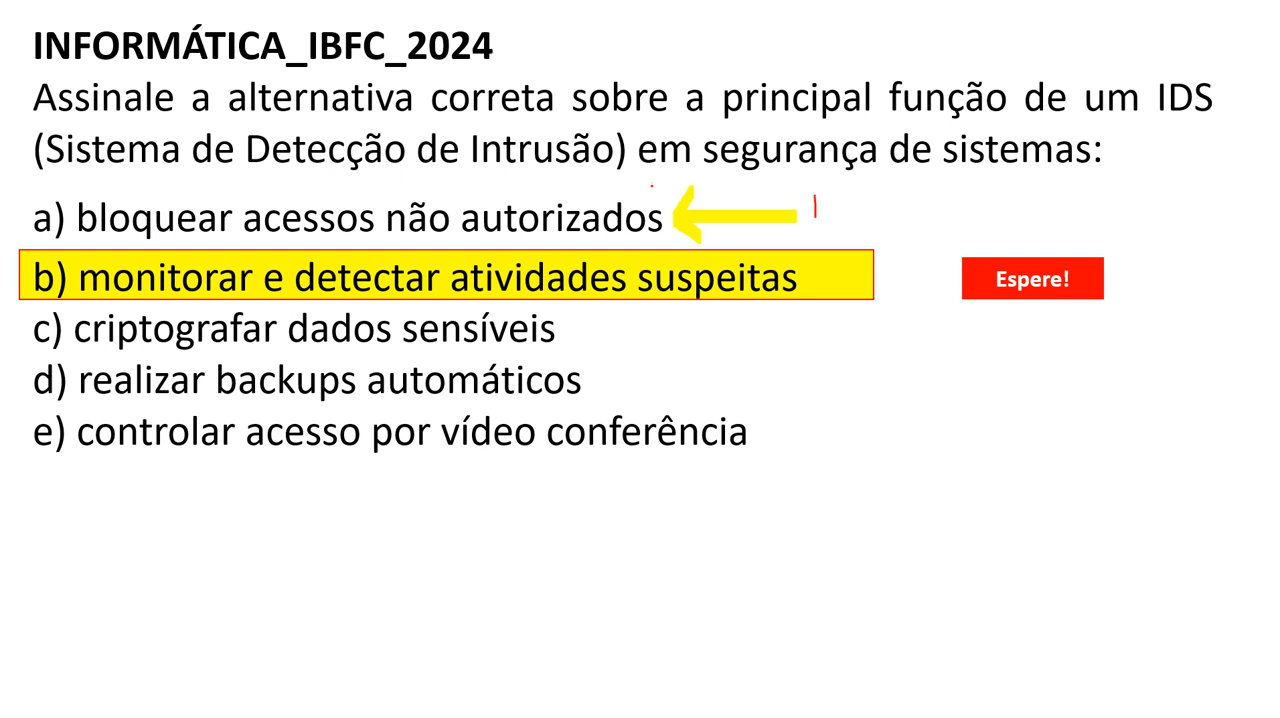 INFORMÁTICA_IBFC_2024
Assinale a alternativa correta sobre a principal função de um IDS
(Sistema de Detecção de Intrusão) em segurança de sistemas:
a) bloquear acessos não autorizados
b) monitorar e detectar atividades suspeitas
Espere!
c) criptografar dados sensíveis
d) realizar backups automáticos
e) controlar acesso por vídeo conferência